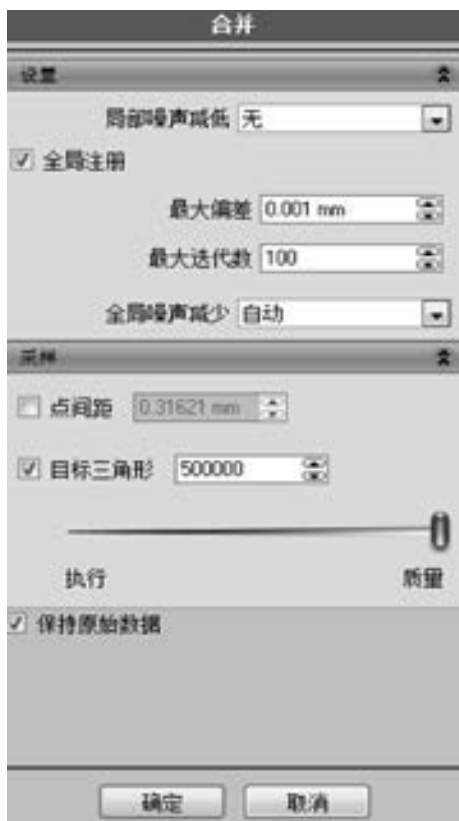 合并
设置
局部噪声减低 无
全局注册
最大偏差 0.001 mm
最大迭代数 100
全局噪声减少 自动
采样
点间距 0.31621 mm
目标三角形 500000
执行 质量
保持原始数据
确定 取消